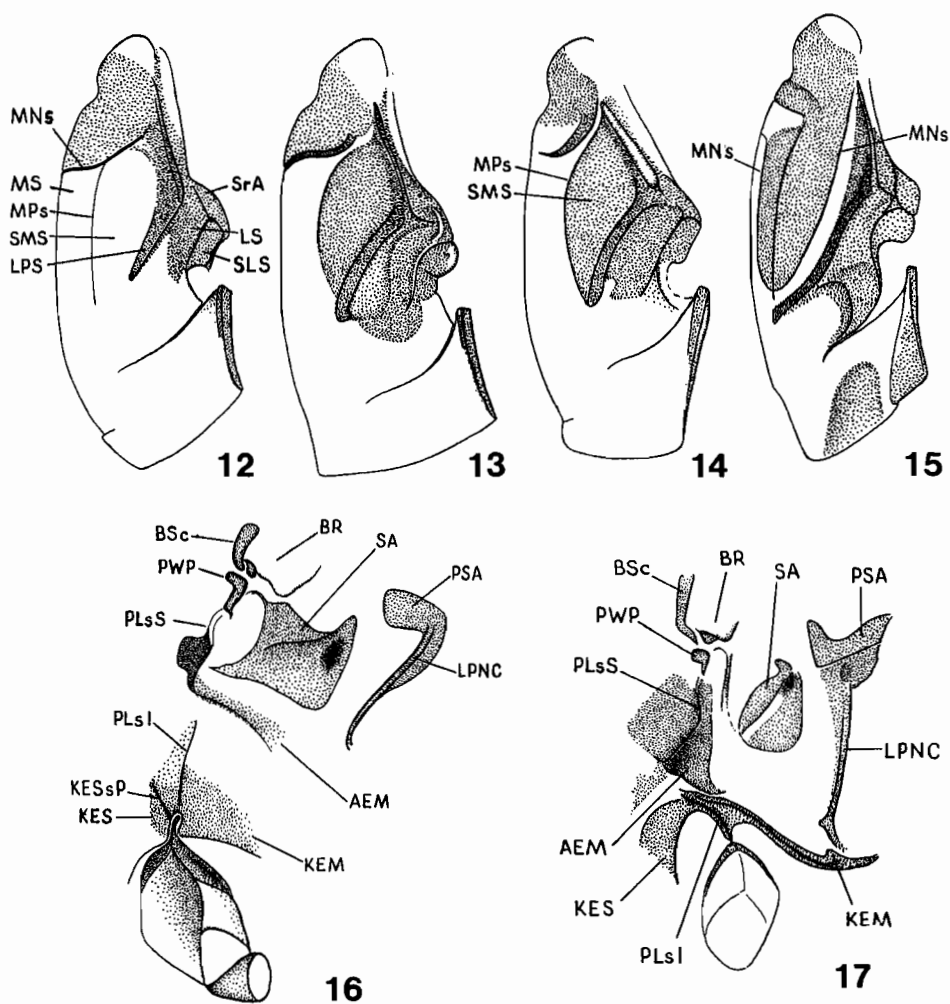 MNs
MS
MPs
SMS
LPS
SrA
LS
SLS
12
13
MPs
SMS
14
MNs
MNs
15
BSc
BR
SA
PWP
PSA
PLsS
LPNC
PLsI
KESsP
KES
AEM
KEM
16
BSc
BR
SA
PSA
PWP
PLsS
LPNC
AEM
KES
PLsI
KEM
17